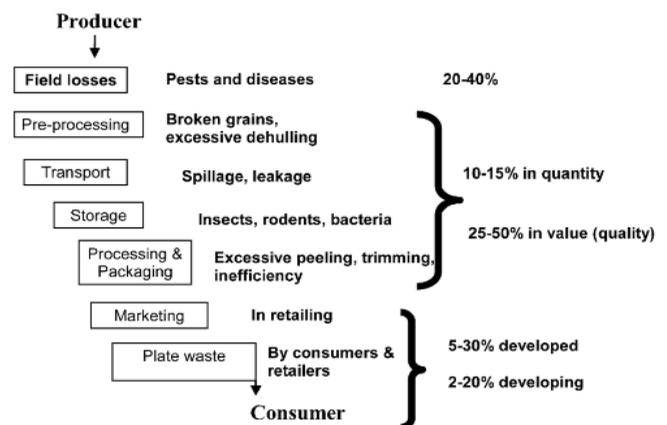 Producer
Field losses
Pests and diseases
20-40%
Pre-processing
Broken grains,
excessive dehulling
Transport
Spillage, leakage
10-15% in quantity
Storage
Insects, rodents, bacteria
25-50% in value (quality)
Processing &
Packaging
Excessive peeling, trimming,
inefficiency
Marketing
In retailing
Plate waste
By consumers &
retailers
5-30% developed
2-20% developing
Consumer